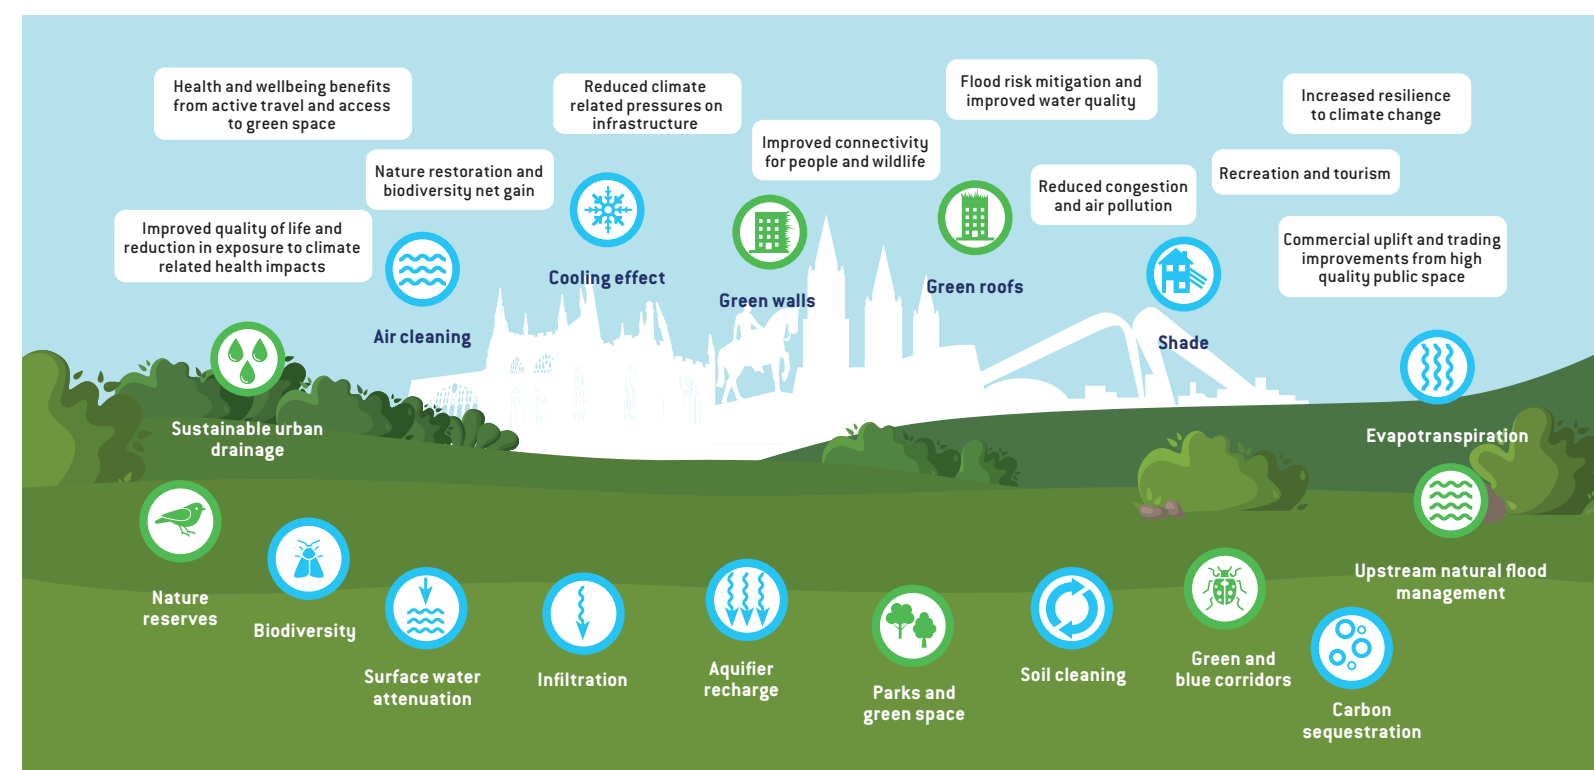 Health and wellbeing benefits
from active travel and access
to green space
Reduced climate
related pressures on
infrastructure
Flood risk mitigation and
improved water quality
Increased resilience
to climate change
Improved connectivity
for people and wildlife
Nature restoration and
biodiversity net gain
Reduced congestion
and air pollution
Recreation and tourism
Improved quality of life and
reduction in exposure to climate
related health impacts
Commercial uplift and trading
improvements from high
quality public space
Cooling effect
Green walls
Green roofs
Air cleaning
Shade
Sustainable urban
drainage
Evapotranspiration
Nature
reserves
Biodiversity
Surface water
attenuation
Infiltration
Aquifier
recharge
Parks and
green space
Soil cleaning
Green and
blue corridors
Upstream natural flood
management
Carbon
sequestration